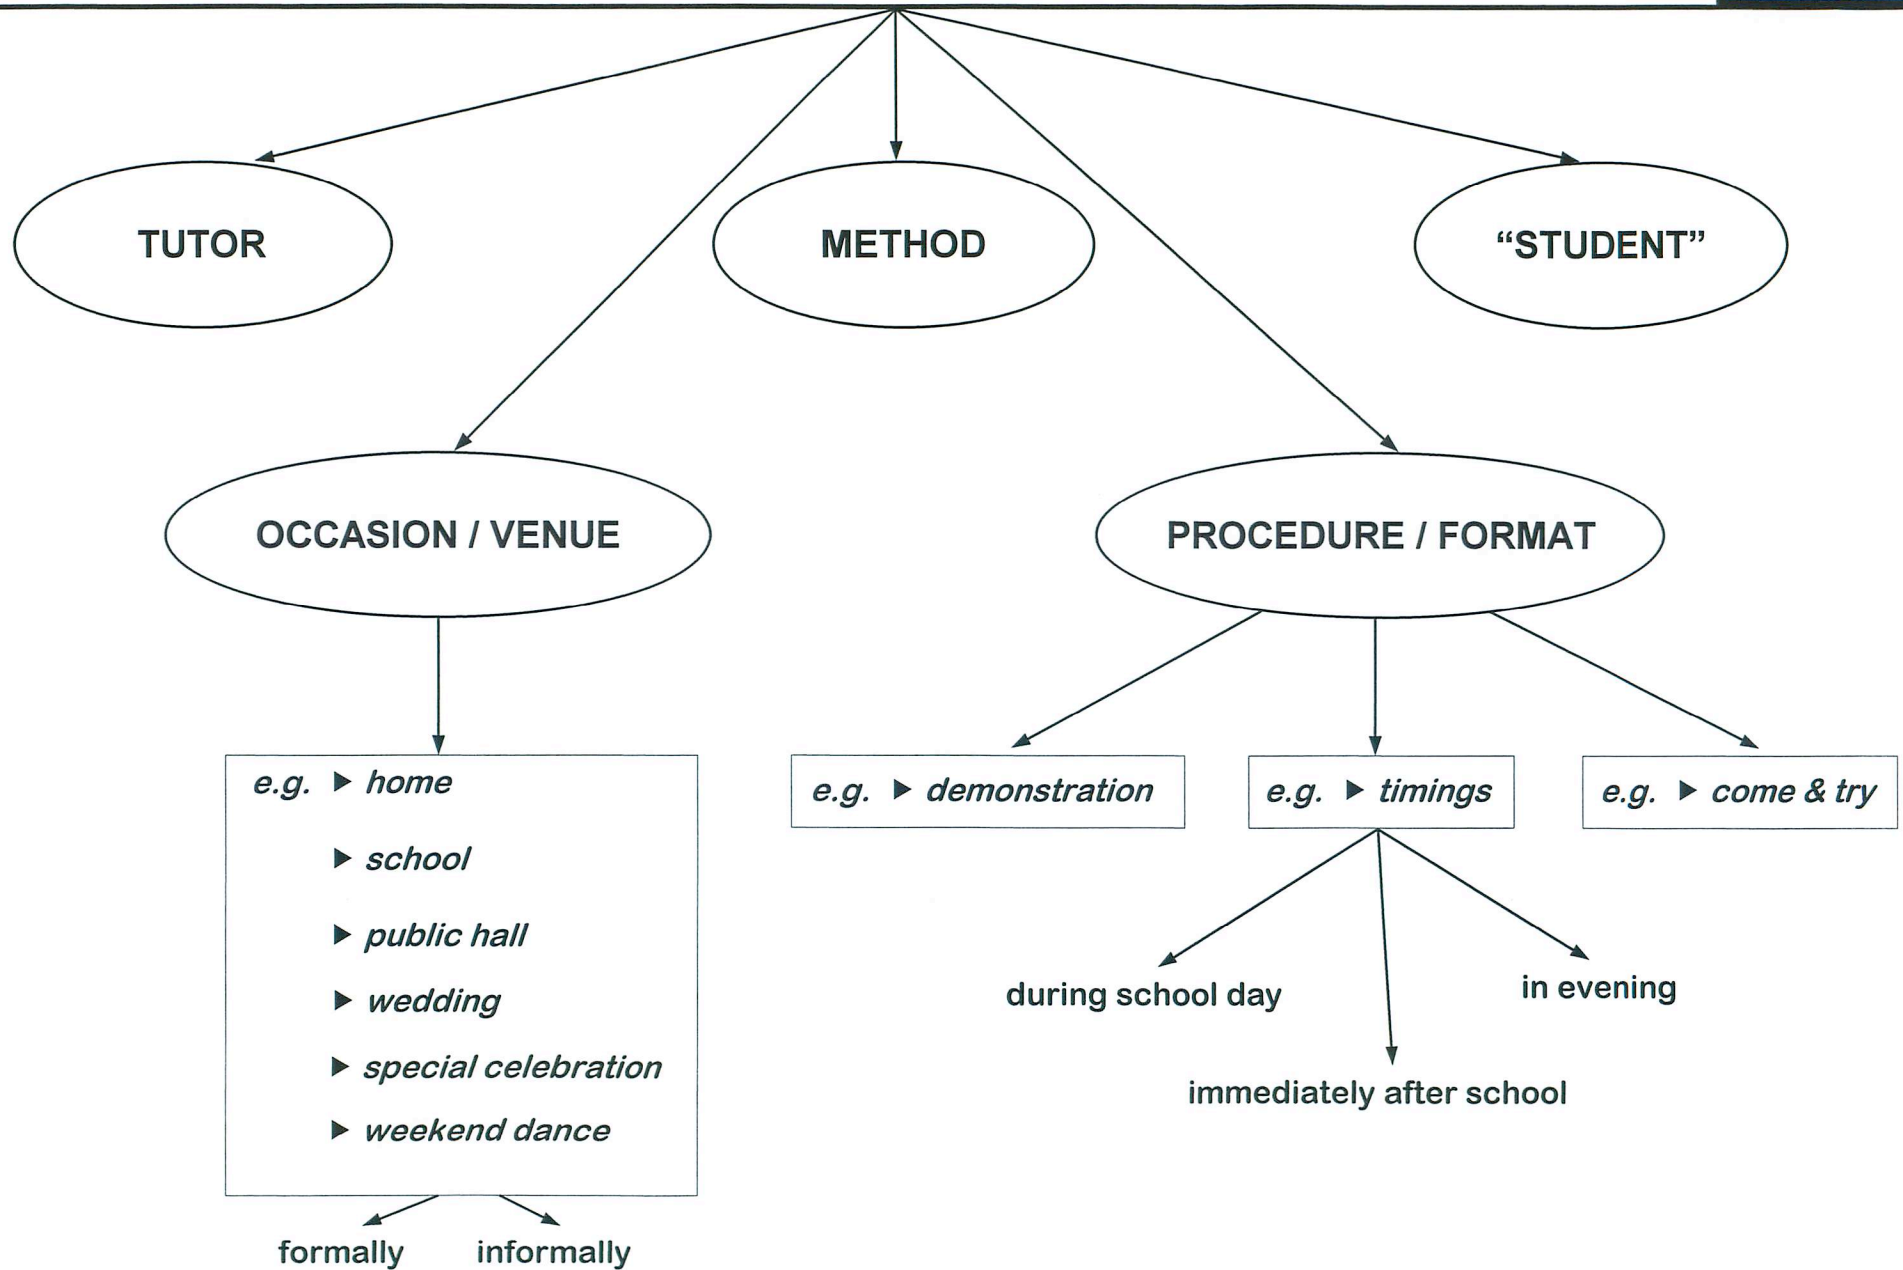 TUTOR
METHOD
“STUDENT”
OCCASION / VENUE
PROCEDURE / FORMAT
e.g. ▶ home
▶ school
▶ public hall
▶ wedding
▶ special celebration
▶ weekend dance
formally
informally
e.g. ▶ demonstration
e.g. ▶ timings
e.g. ▶ come & try
during school day
in evening
immediately after school